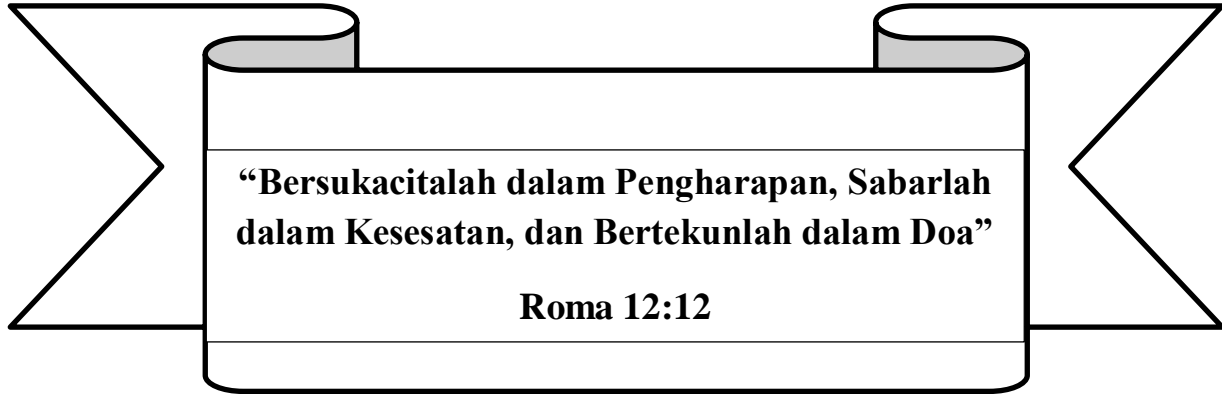 “Bersukacitalah dalam Pengharapan, Sabarlah
dalam Kesesatan, dan Bertekunlah dalam Doa”
Roma 12:12